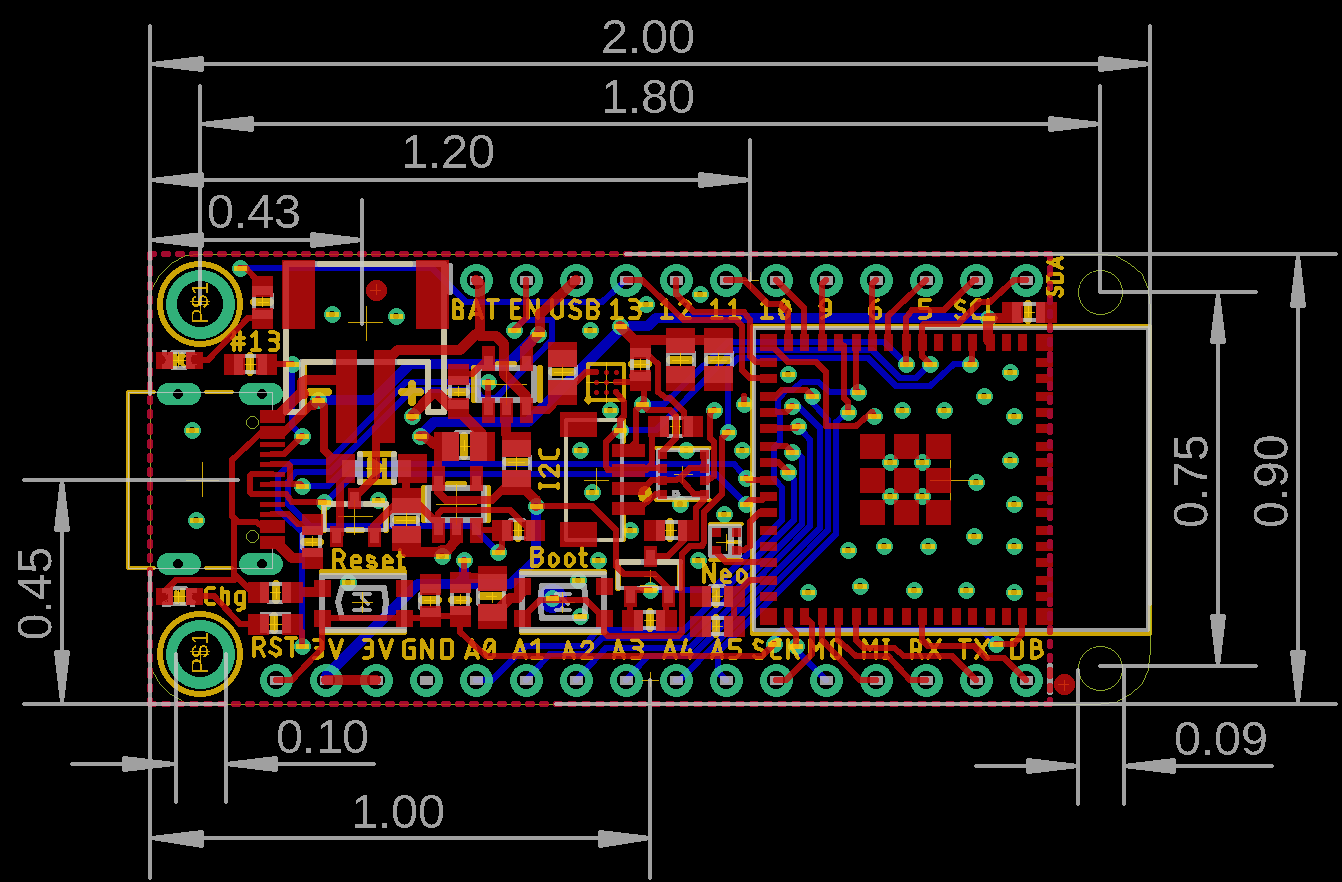 2.00
1.80
1.20
0.43
P$1
SDA
BAT EN USB 13 12 11 10 9 6 5 SCL
#13
- +
I2C
Reset Boot
Neo
Chg
P$1
RST 3V 3V GND A0 A1 A2 A3 A4 A5 SCK MO MI RX TX DB
0.45
0.75
0.90
0.10
0.09
1.00